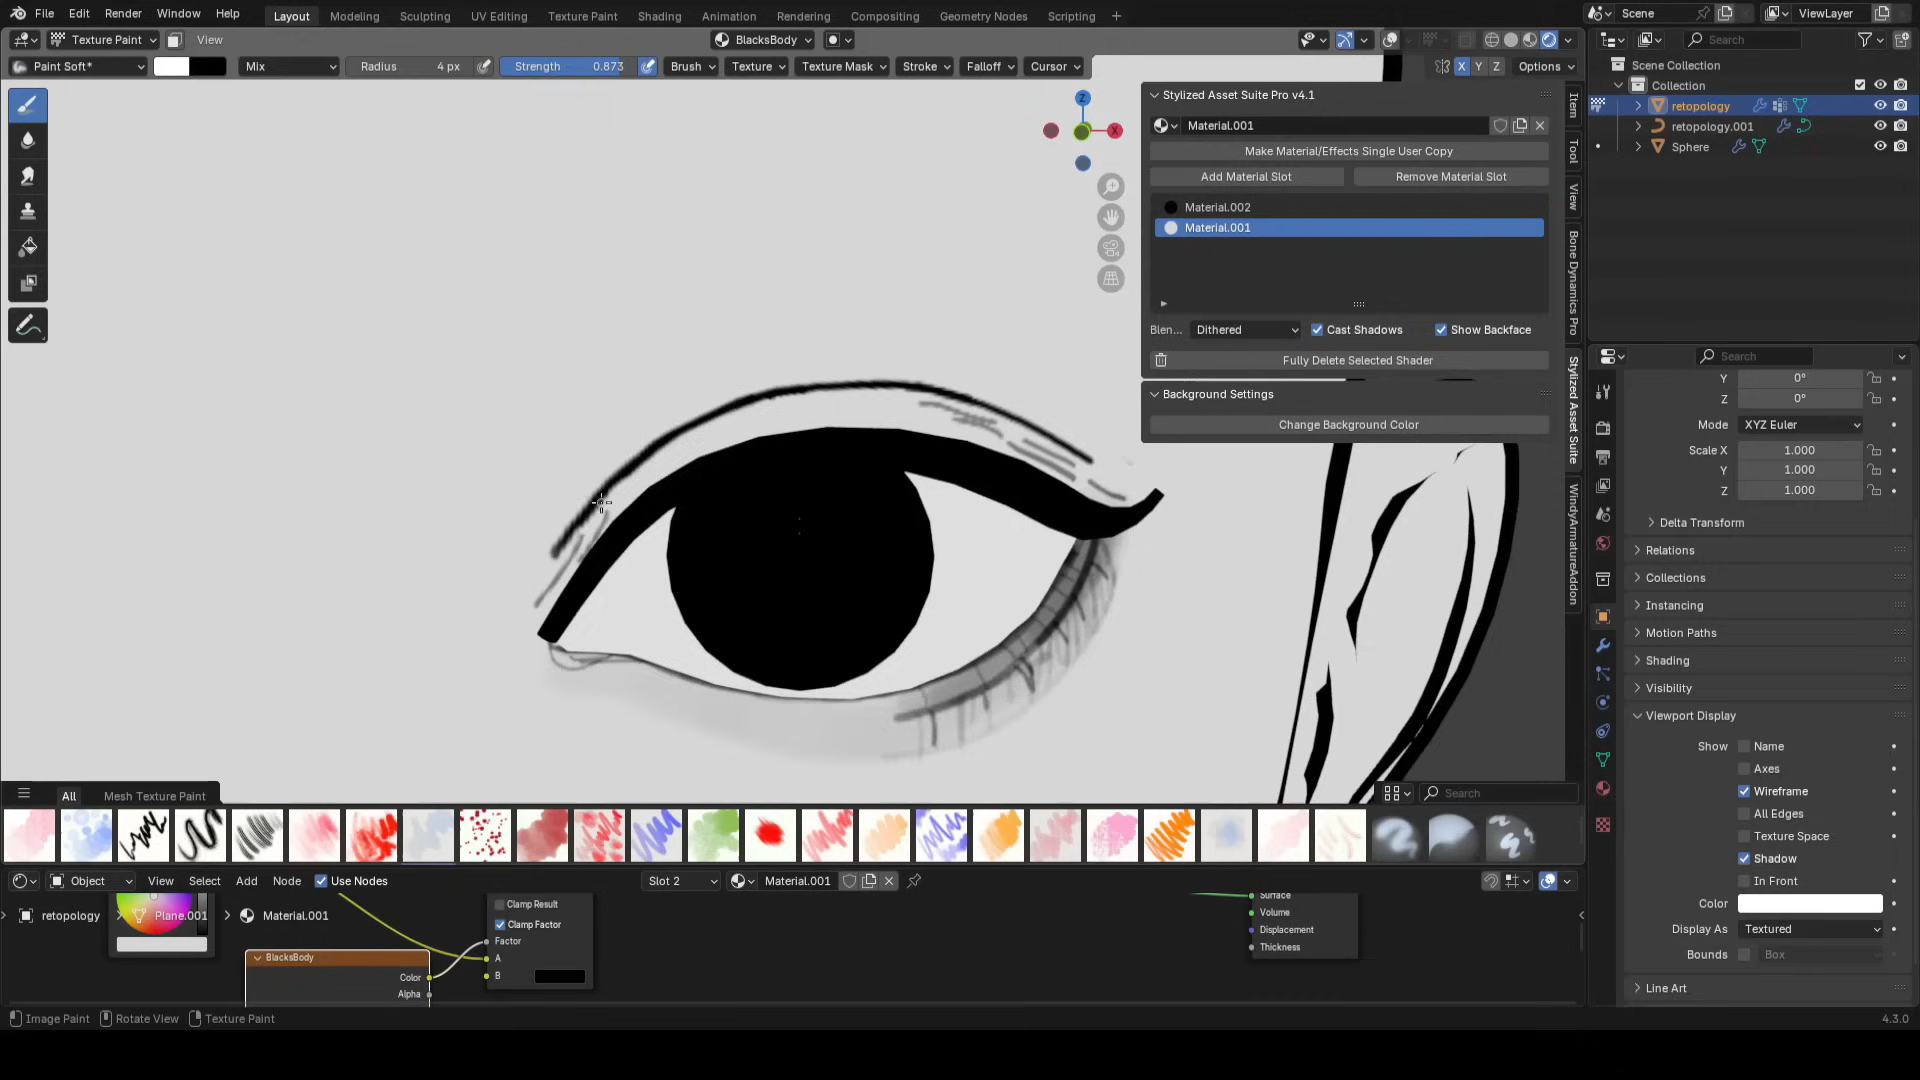 File Edit Render Window Help Layout Modeling Sculpting UV Editing Texture Paint Shading Animation Rendering Compositing Geometry Nodes Scripting + Scene ViewLayer
Texture Paint View BlacksBody Search
Paint Soft* Mix Radius 4 px Strength 0.873 Brush Texture Texture Mask Stroke Falloff Cursor X Y Z Options
Scene Collection
Collection
retopology
retopology.001
Sphere
Stylized Asset Suite Pro v4.1
Material.001
Make Material/Effects Single User Copy
Add Material Slot Remove Material Slot
Material.002
Material.001
Blen... Dithered Cast Shadows Show Backface
Fully Delete Selected Shader
Background Settings
Change Background Color
Z
X
Item
Tool
View
Bone Dynamics Pro
Stylized Asset Suite
WindyArmatureAddon
Search
Y 0°
Z 0°
Mode XYZ Euler
Scale X 1.000
Y 1.000
Z 1.000
Delta Transform
Relations
Collections
Instancing
Motion Paths
Shading
Visibility
Viewport Display
Show Name
Axes
Wireframe
All Edges
Texture Space
Shadow
In Front
Color
Display As Textured
Bounds Box
Line Art
All Mesh Texture Paint Search
Object View Select Add Node Use Nodes Slot 2 Material.001
retopology Plane.001 Material.001
Clamp Result
Clamp Factor
Factor
A
B
BlacksBody
Color
Alpha
Surface
Volume
Displacement
Thickness
Image Paint Rotate View Texture Paint 4.3.0